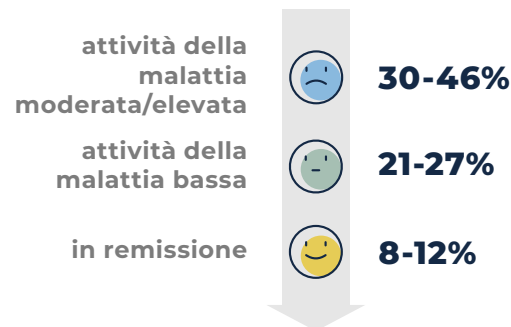 attività della
malattia
moderata/elevata
30-46%
attività della
malattia bassa
21-27%
in remissione
8-12%